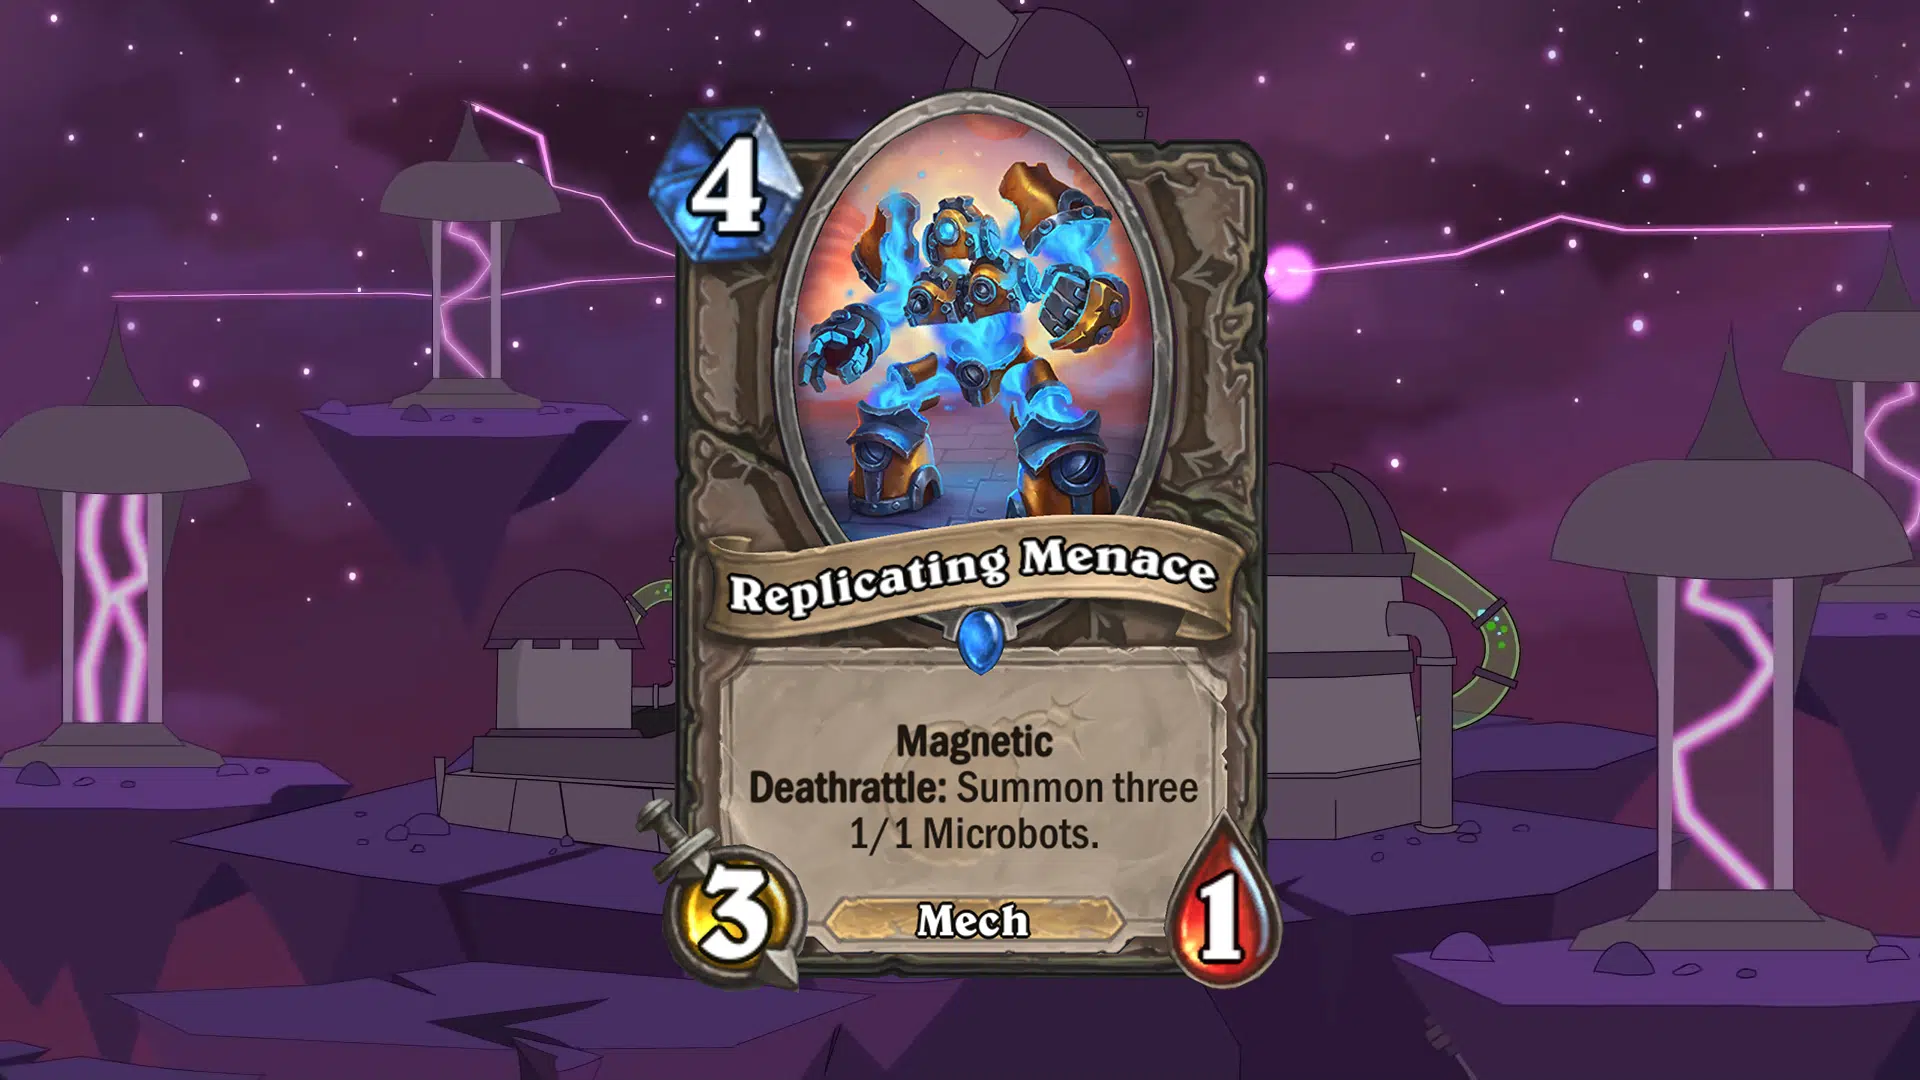 4
Replicating Menace
Magnetic
Deathrattle: Summon three
1/1 Microbots.
3
Mech
1